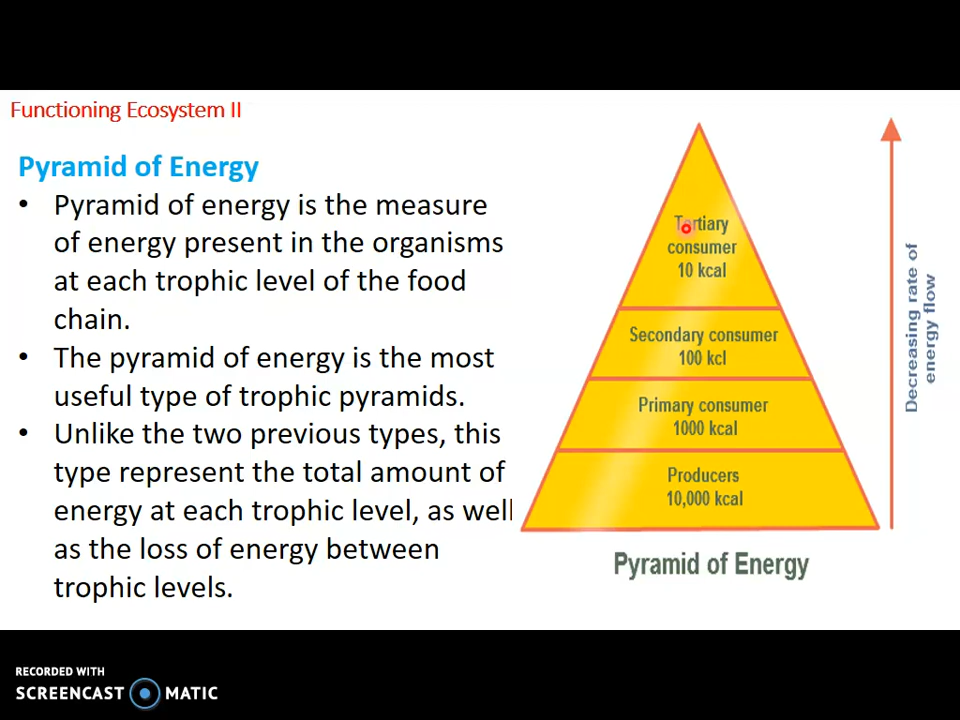 Functioning Ecosystem II
Pyramid of Energy
• Pyramid of energy is the measure
of energy present in the organisms
at each trophic level of the food
chain.
• The pyramid of energy is the most
useful type of trophic pyramids.
• Unlike the two previous types, this
type represent the total amount of
energy at each trophic level, as well
as the loss of energy between
trophic levels.
Tertiary
consumer
10 kcal
Secondary consumer
100 kcl
Primary consumer
1000 kcal
Producers
10,000 kcal
Pyramid of Energy
Decreasing rate of
energy flow
RECORDED WITH
SCREENCAST MATIC